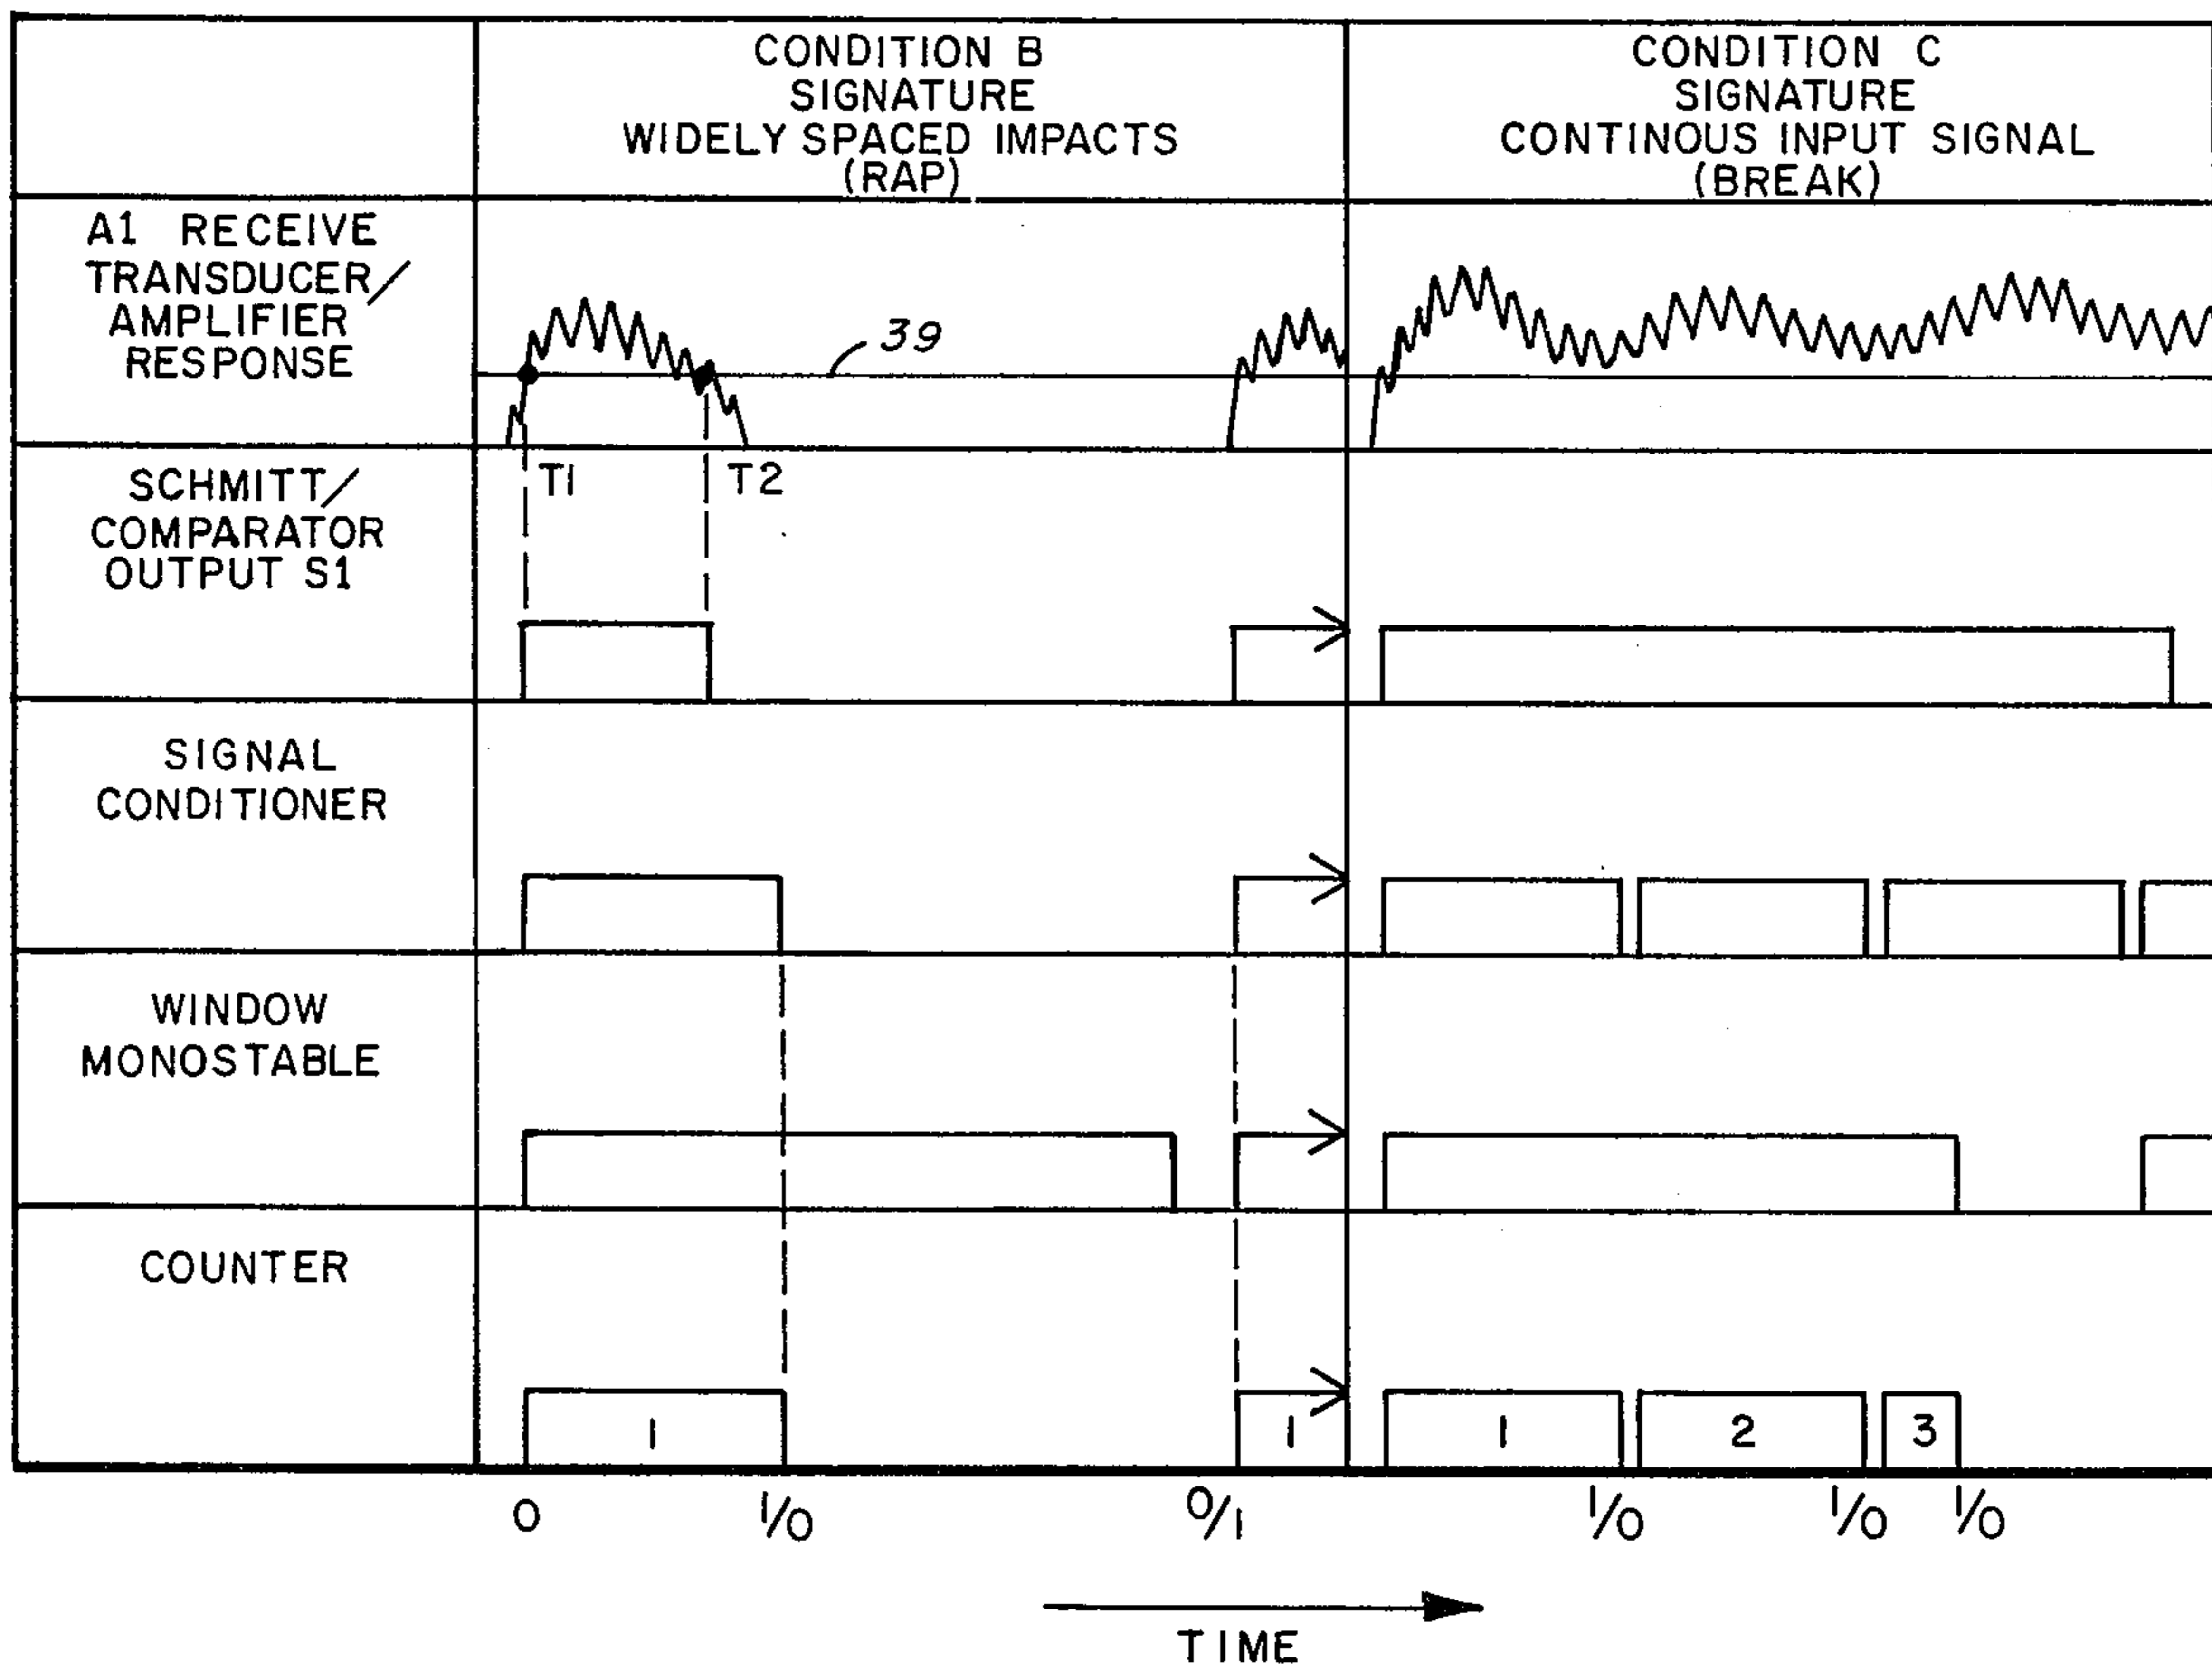 CONDITION B
SIGNATURE
WIDELY SPACED IMPACTS
(RAP)
CONDITION C
SIGNATURE
CONTINOUS INPUT SIGNAL
(BREAK)
A1 RECEIVE
TRANSDUCER/
AMPLIFIER
RESPONSE
39
SCHMITT/
COMPARATOR
OUTPUT S1
T1
T2
SIGNAL
CONDITIONER
WINDOW
MONOSTABLE
COUNTER
1
1
1
2
3
0
1/0
0/1
1/0
1/0
1/0
TIME